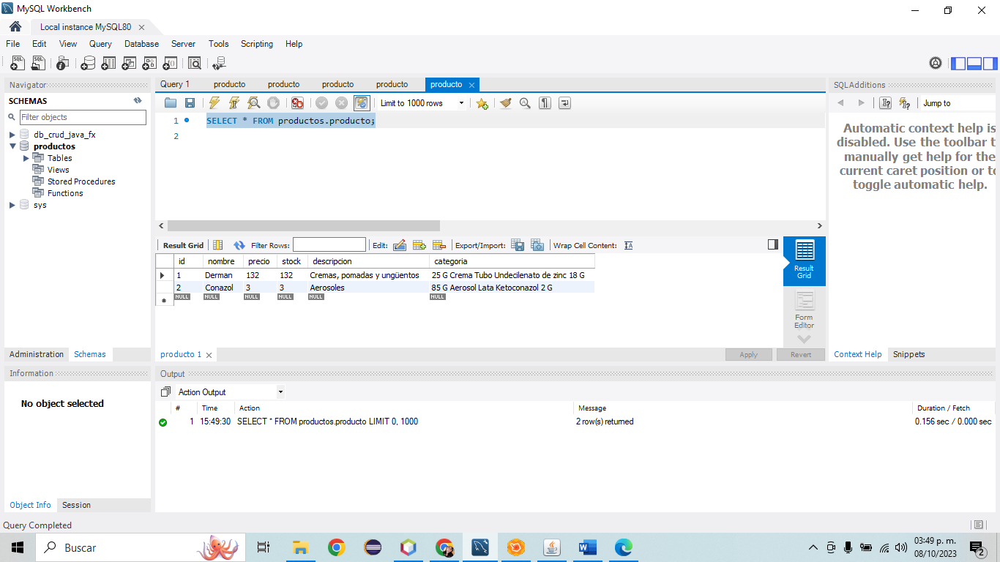 MySQL Workbench
Local instance MySQL80
File Edit View Query Database Server Tools Scripting Help
Navigator
SCHEMAS
Filter objects
db_crud_java_fx
productos
Tables
Views
Stored Procedures
Functions
sys
Administration Schemas
Information
No object selected
Object Info Session
Query 1 producto producto producto producto producto
Limit to 1000 rows
1 SELECT * FROM productos.producto;
2
Result Grid Filter Rows: Edit: Export/Import: Wrap Cell Content:
id nombre precio stock descripcion categoria
1 Derman 132 132 Cremas, pomadas y ungüentos 25 G Crema Tubo Undecilenato de zinc 18 G
2 Conazol 3 3 Aerosoles 85 G Aerosol Lata Ketoconazol 2 G
NULL NULL NULL NULL NULL NULL
Result
Grid
Form
Editor
producto 1 Apply Revert
SQLAdditions
Jump to
Automatic context help is
disabled. Use the toolbar t
manually get help for the
current caret position or to
toggle automatic help.
Context Help Snippets
Output
Action Output
# Time Action Message Duration / Fetch
1 15:49:30 SELECT * FROM productos.producto LIMIT 0, 1000 2 row(s) returned 0.156 sec / 0.000 sec
Query Completed
Buscar
03:49 p. m.
08/10/2023
2